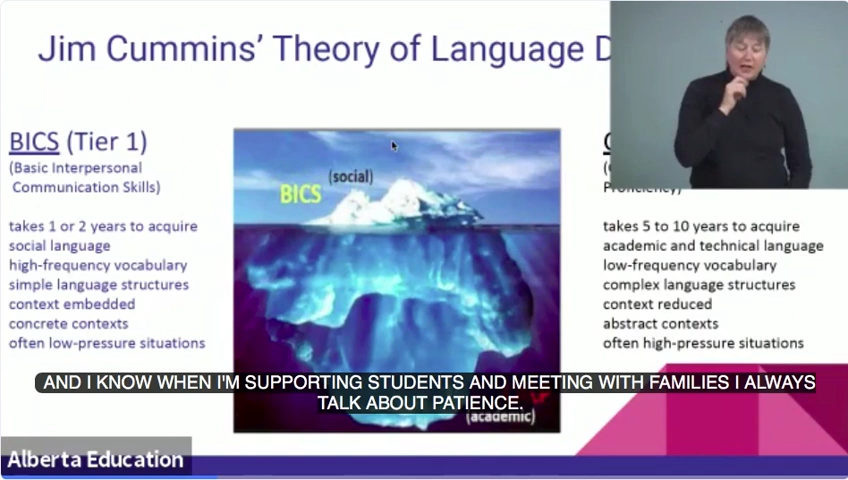 Jim Cummins' Theory of Language D
BICS (Tier 1)
(Basic Interpersonal
Communication Skills)
takes 1 or 2 years to acquire
social language
high-frequency vocabulary
simple language structures
context embedded
concrete contexts
often low-pressure situations
(social)
BICS
(academic)
Proficiency)
takes 5 to 10 years to acquire
academic and technical language
low-frequency vocabulary
complex language structures
context reduced
abstract contexts
often high-pressure situations
AND I KNOW WHEN I'M SUPPORTING STUDENTS AND MEETING WITH FAMILIES I ALWAYS
TALK ABOUT PATIENCE.
Alberta Education